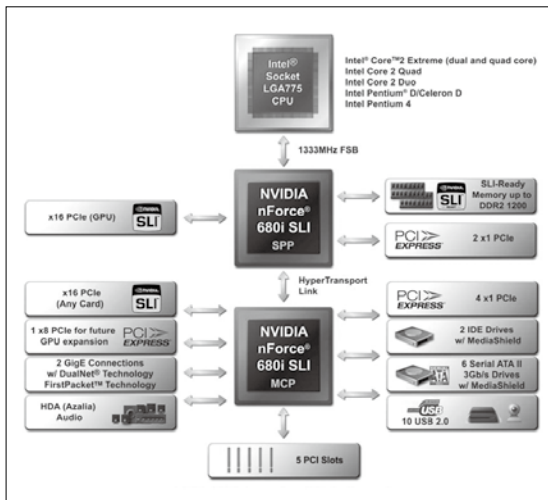 Intel®
Socket
LGA775
CPU
Intel® Core™2 Extreme (dual and quad core)
Intel Core 2 Quad
Intel Core 2 Duo
Intel Pentium® D/Celeron D
Intel Pentium 4
1333MHz FSB
x16 PCIe (GPU)
NVIDIA
SLI
NVIDIA
nForce®
680i SLI
SPP
NVIDIA
SLI
SLI-Ready
Memory up to
DDR2 1200
PCI
EXPRESS
2 x1 PCIe
HyperTransport
Link
x16 PCIe
(Any Card)
NVIDIA
SLI
1 x8 PCIe for future
GPU expansion
PCI
EXPRESS
2 GigE Connections
w/ DualNet® Technology
FirstPacket™ Technology
HDA (Azalia)
Audio
NVIDIA
nForce®
680i SLI
MCP
PCI
EXPRESS
4 x1 PCIe
2 IDE Drives
w/ MediaShield
SATA
6 Serial ATA II
3Gb/s Drives
w/ MediaShield
USB
10 USB 2.0
5 PCI Slots